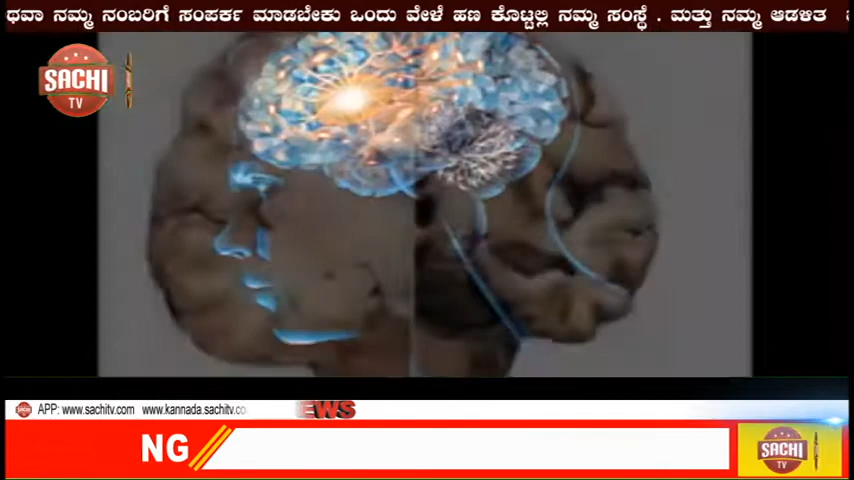 ಥವಾ ನಮ್ಮ ನಂಬರಿಗೆ ಸಂಪರ್ಕ ಮಾಡಬೇಕು ಒಂದು ವೇಳೆ ಹಣ ಕೊಟ್ಟಲ್ಲಿ ನಮ್ಮ ಸಂಸ್ಥೆ . ಮತ್ತು ನಮ್ಮ ಆಡಳಿತ
SACHI
TV
APP: www.sachitv.com www.kannada.sachitv.co
EWS
NG
SACHI
TV